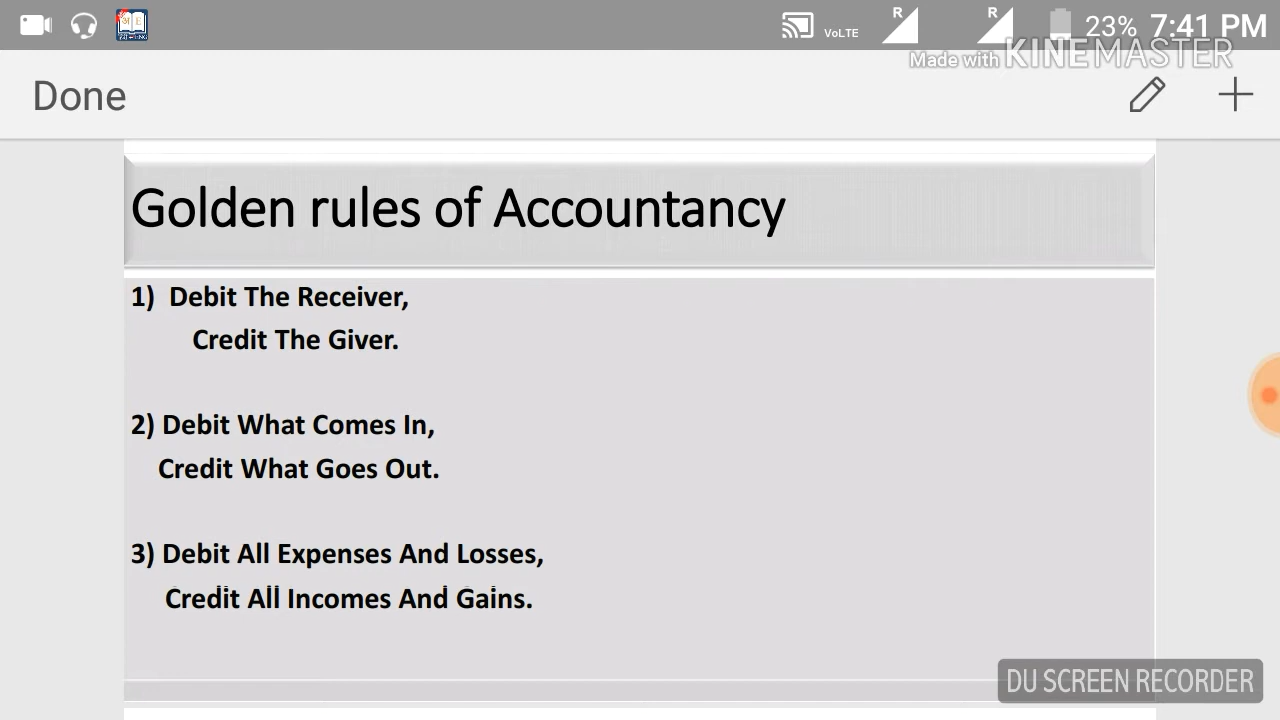 R R
VoLTE 23% 7:41 PM
Made with KINEMASTER
Done
Golden rules of Accountancy
1) Debit The Receiver,
Credit The Giver.
2) Debit What Comes In,
Credit What Goes Out.
3) Debit All Expenses And Losses,
Credit All Incomes And Gains.
DU SCREEN RECORDER